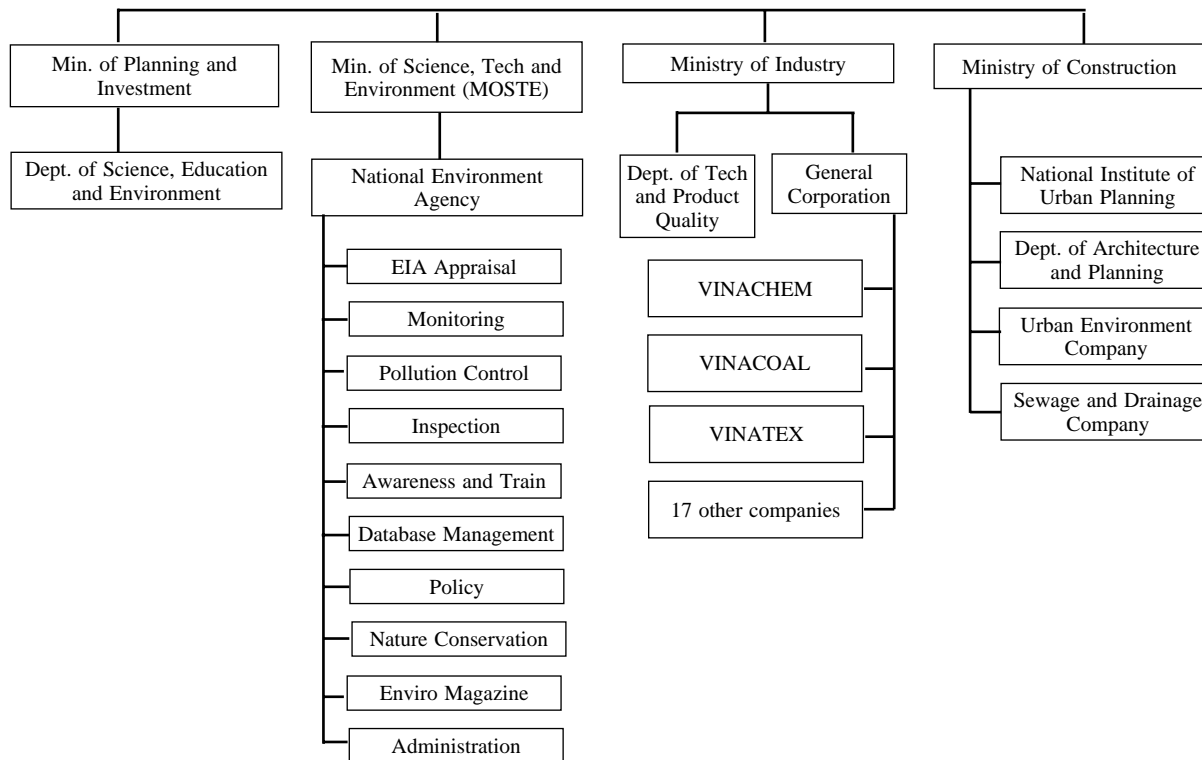 Min. of Planning and
Investment
Min. of Science, Tech and
Environment (MOSTE)
Ministry of Industry
Ministry of Construction
Dept. of Science, Education
and Environment
National Environment
Agency
Dept. of Tech
and Product
Quality
General
Corporation
National Institute of
Urban Planning
Dept. of Architecture
and Planning
Urban Environment
Company
Sewage and Drainage
Company
EIA Appraisal
Monitoring
Pollution Control
Inspection
Awareness and Train
Database Management
Policy
Nature Conservation
Enviro Magazine
Administration
VINACHEM
VINACOAL
VINATEX
17 other companies